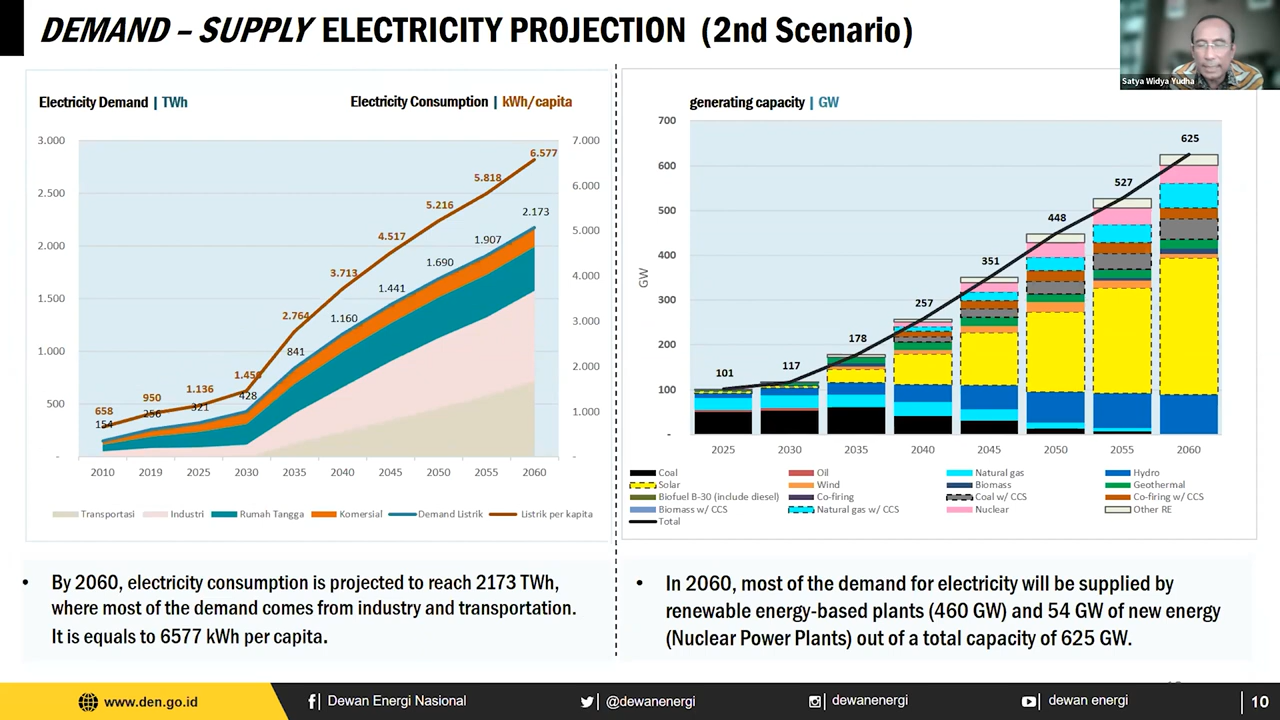 DEMAND – SUPPLY ELECTRICITY PROJECTION (2nd Scenario)
Satya Widya Yudha
Electricity Demand | TWh
Electricity Consumption | kWh/capita
3.000
2.500
2.000
1.500
1.000
500
-
7.000
6.000
5.000
4.000
3.000
2.000
1.000
-
658
950
1.136
2.764
3.713
4.517
5.216
5.818
6.577
154
256
321
428
841
1.160
1.441
1.690
1.907
2.173
2010 2019 2025 2030 2035 2040 2045 2050 2055 2060
Transportasi Industri Rumah Tangga Komersial Demand Listrik Listrik per kapita
generating capacity | GW
700
600
500
400
300
200
100
-
GW
101
117
178
257
351
448
527
625
2025 2030 2035 2040 2045 2050 2055 2060
Coal Oil Natural gas Hydro
Solar Wind Biomass Geothermal
Biofuel B-30 (include diesel) Co-firing Coal w/ CCS Co-firing w/ CCS
Biomass w/ CCS Natural gas w/ CCS Nuclear Other RE
Total
• By 2060, electricity consumption is projected to reach 2173 TWh,
where most of the demand comes from industry and transportation.
It is equals to 6577 kWh per capita.
• In 2060, most of the demand for electricity will be supplied by
renewable energy-based plants (460 GW) and 54 GW of new energy
(Nuclear Power Plants) out of a total capacity of 625 GW.
www.den.go.id
Dewan Energi Nasional
@dewanenergi
dewanenergi
dewan energi
10